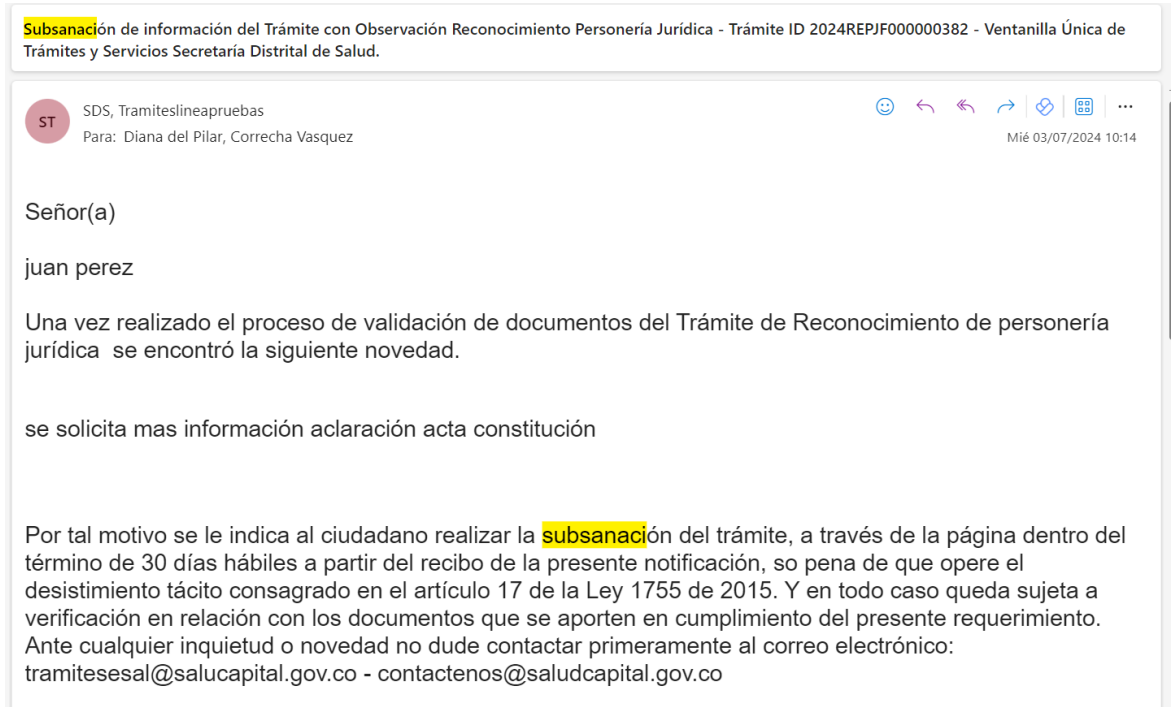 Subsanación de información del Trámite con Observación Reconocimiento Personería Jurídica - Trámite ID 2024REPJF000000382 - Ventanilla Única de
Trámites y Servicios Secretaría Distrital de Salud.
ST
SDS, Tramiteslineapruebas
Para: Diana del Pilar, Correcha Vasquez
Mié 03/07/2024 10:14
Señor(a)
juan perez
Una vez realizado el proceso de validación de documentos del Trámite de Reconocimiento de personería
jurídica se encontró la siguiente novedad.
se solicita mas información aclaración acta constitución
Por tal motivo se le indica al ciudadano realizar la subsanación del trámite, a través de la página dentro del
término de 30 días hábiles a partir del recibo de la presente notificación, so pena de que opere el
desistimiento tácito consagrado en el artículo 17 de la Ley 1755 de 2015. Y en todo caso queda sujeta a
verificación en relación con los documentos que se aporten en cumplimiento del presente requerimiento.
Ante cualquier inquietud o novedad no dude contactar primeramente al correo electrónico:
tramitesesal@salucapital.gov.co - contactenos@saludcapital.gov.co